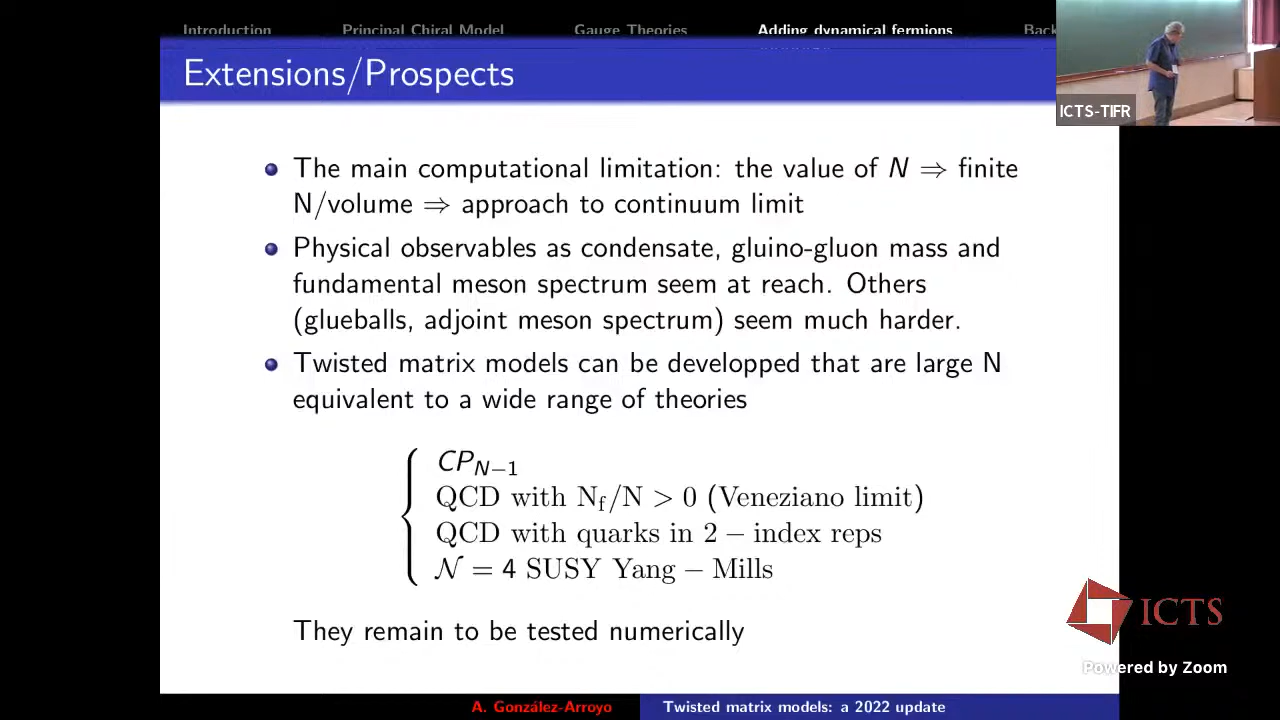 Introduction Principal Chiral Model Gauge Theories Adding dynamical fermions Back
Extensions/Prospects
ICTS-TIFR
The main computational limitation: the value of N ⇒ finite
N/volume ⇒ approach to continuum limit
Physical observables as condensate, gluino-gluon mass and
fundamental meson spectrum seem at reach. Others
(glueballs, adjoint meson spectrum) seem much harder.
Twisted matrix models can be developped that are large N
equivalent to a wide range of theories
CP_{N−1}
QCD with N_f/N > 0 (Veneziano limit)
QCD with quarks in 2 − index reps
𝒩 = 4 SUSY Yang − Mills
They remain to be tested numerically
ICTS
Powered by Zoom
A. González-Arroyo Twisted matrix models: a 2022 update